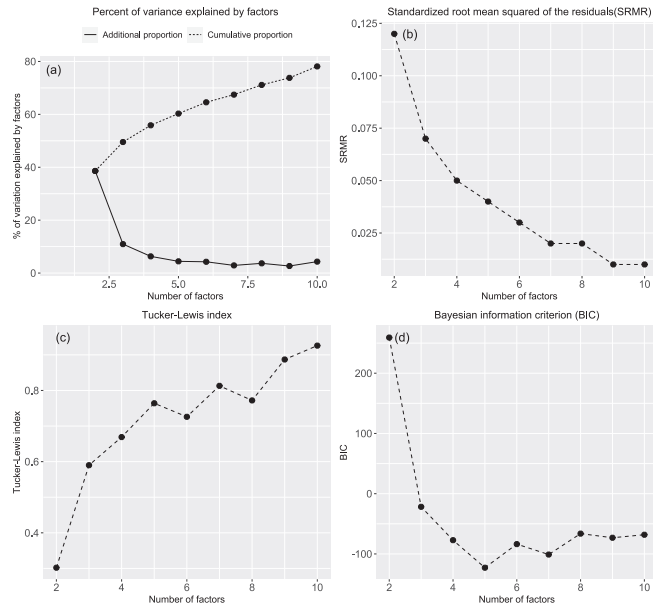 Percent of variance explained by factors
Additional proportion Cumulative proportion
(a)
% of variation explained by factors
80
60
40
20
0
2.5 5.0 7.5 10.0
Number of factors
Standardized root mean squared of the residuals(SRMR)
(b)
SRMR
0.125
0.100
0.075
0.050
0.025
2 4 6 8 10
Number of factors
Tucker-Lewis index
(c)
Tucker-Lewis index
0.8
0.6
0.4
2 4 6 8 10
Number of factors
Bayesian information criterion (BIC)
(d)
BIC
200
100
0
-100
2 4 6 8 10
Number of factors